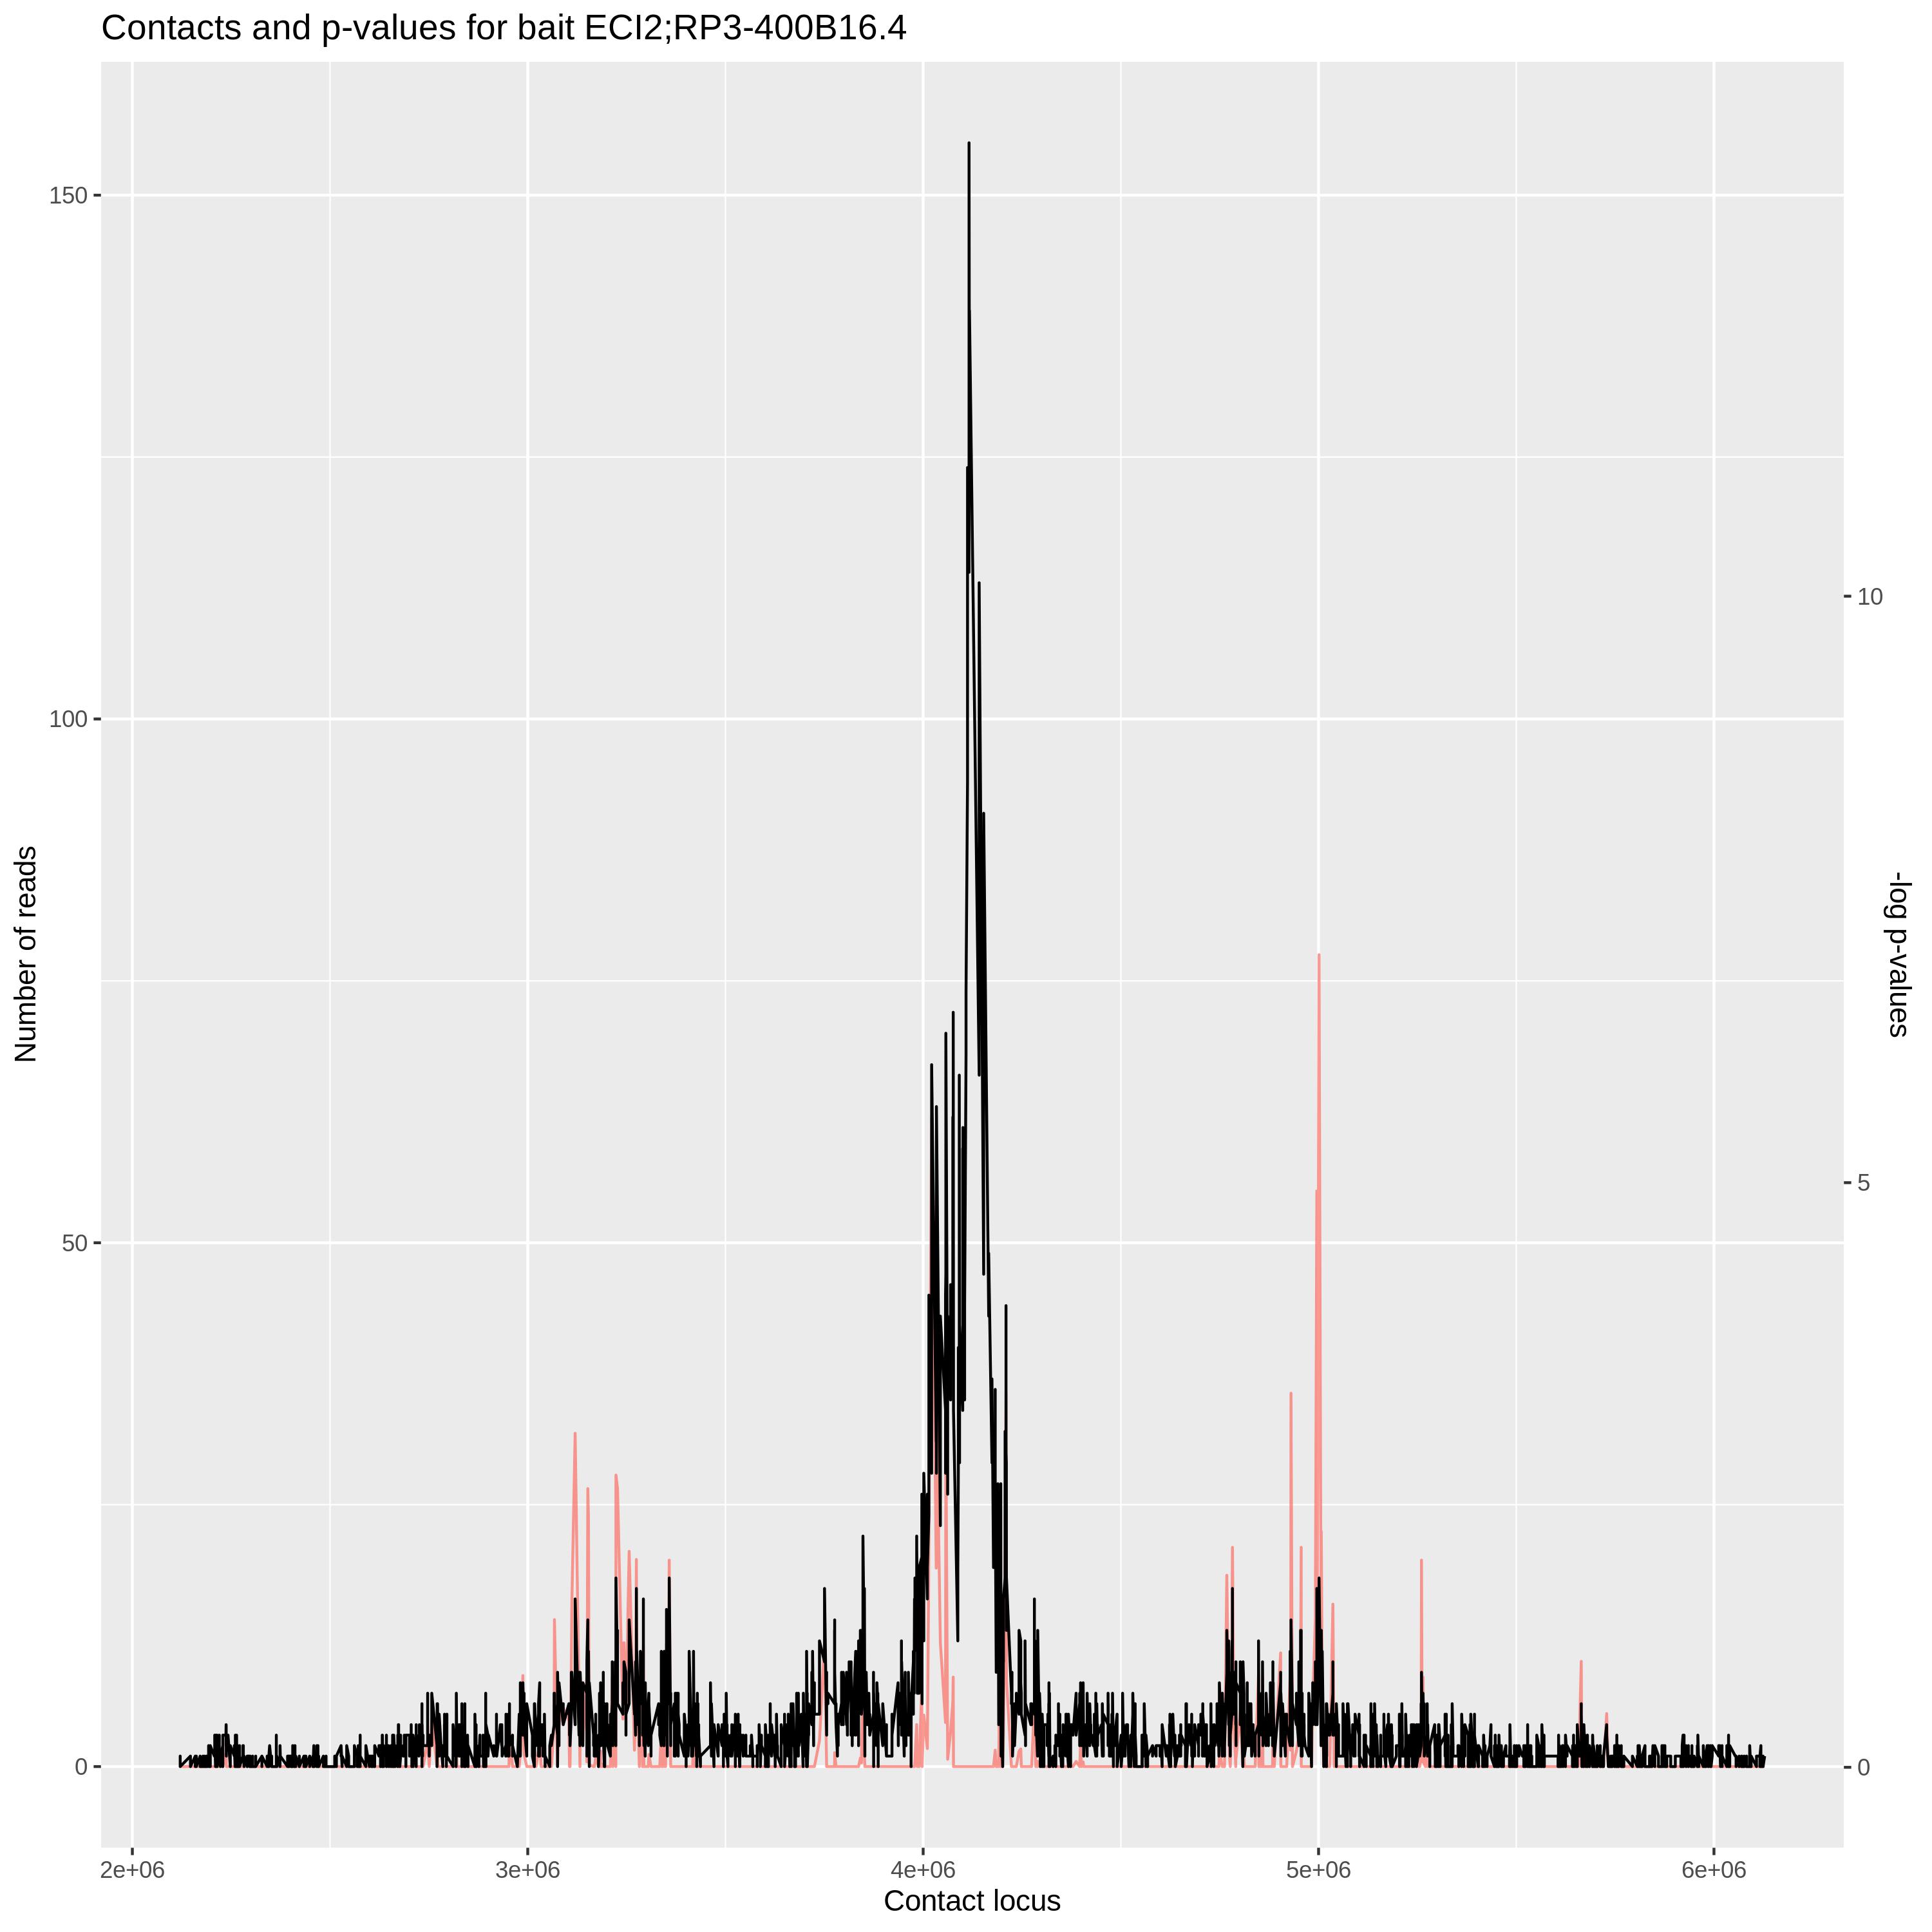 Contacts and p-values for bait ECI2;RP3-400B16.4
150
100
50
0
Number of reads
10
5
0
-log p-values
2e+06 3e+06 4e+06 5e+06 6e+06
Contact locus